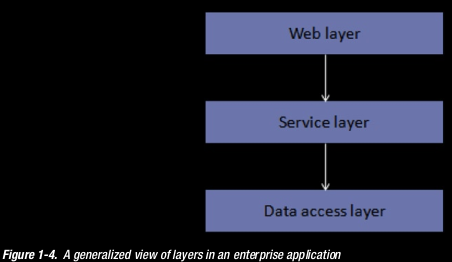 Web layer
Service layer
Data access layer
Figure 1-4. A generalized view of layers in an enterprise application